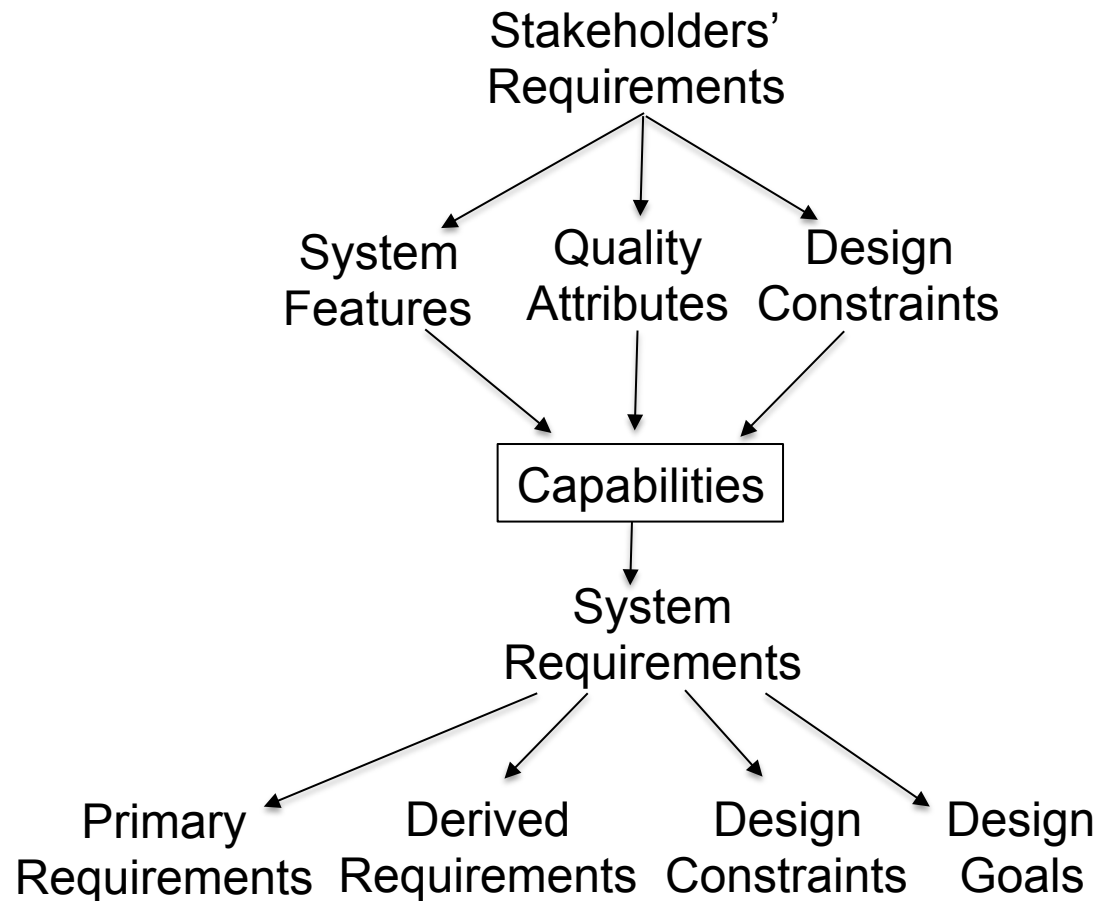 Stakeholders’
Requirements
System
Features
Quality
Attributes
Design
Constraints
Capabilities
System
Requirements
Primary
Requirements
Derived
Requirements
Design
Constraints
Design
Goals